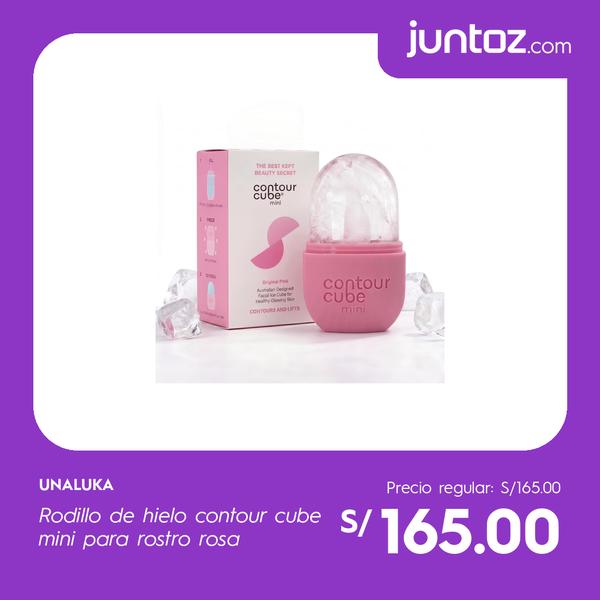 juntoz.com
THE BEST KEPT
BEAUTY SECRET
contour
cube®
mini
Original Pink
Australian Designed
Facial Ice Cube for
Healthy Glowing Skin
CONTOURS AND LIFTS
contour
cube
mini
UNALUKA
Precio regular: S/165.00
Rodillo de hielo contour cube
mini para rostro rosa
S/165.00